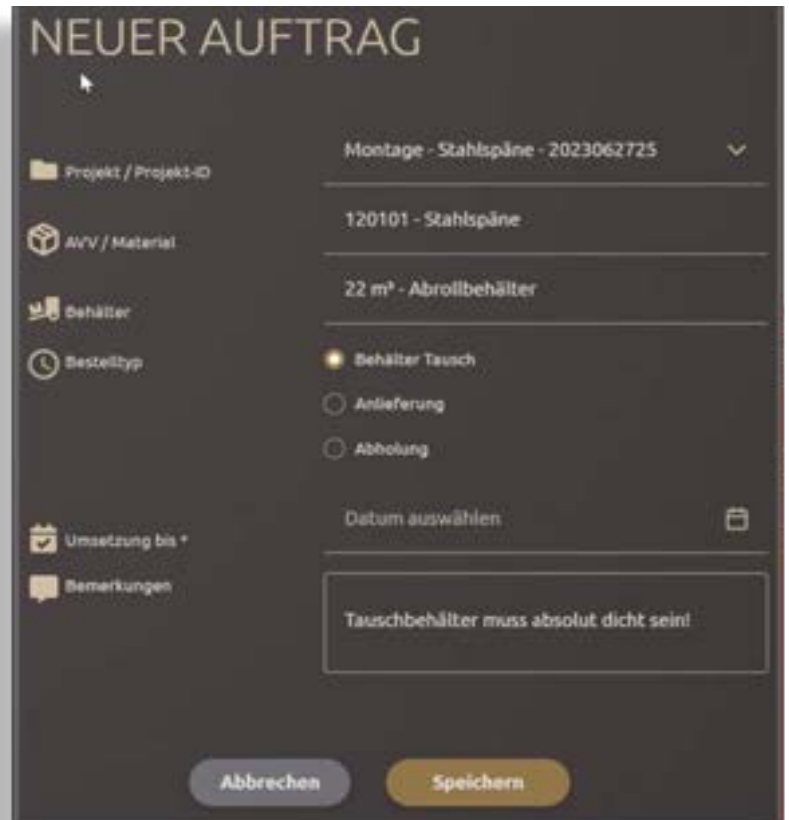 NEUER AUFTRAG
Projekt / Projekt-ID
Montage - Stahlspäne - 2023062725
AVV / Material
120101 - Stahlspäne
Behälter
22 m³ - Abrollbehälter
Bestelltyp
Behälter Tausch
Anlieferung
Abholung
Umsetzung bis *
Datum auswählen
Bemerkungen
Tauschbehälter muss absolut dicht sein!
Abbrechen
Speichern